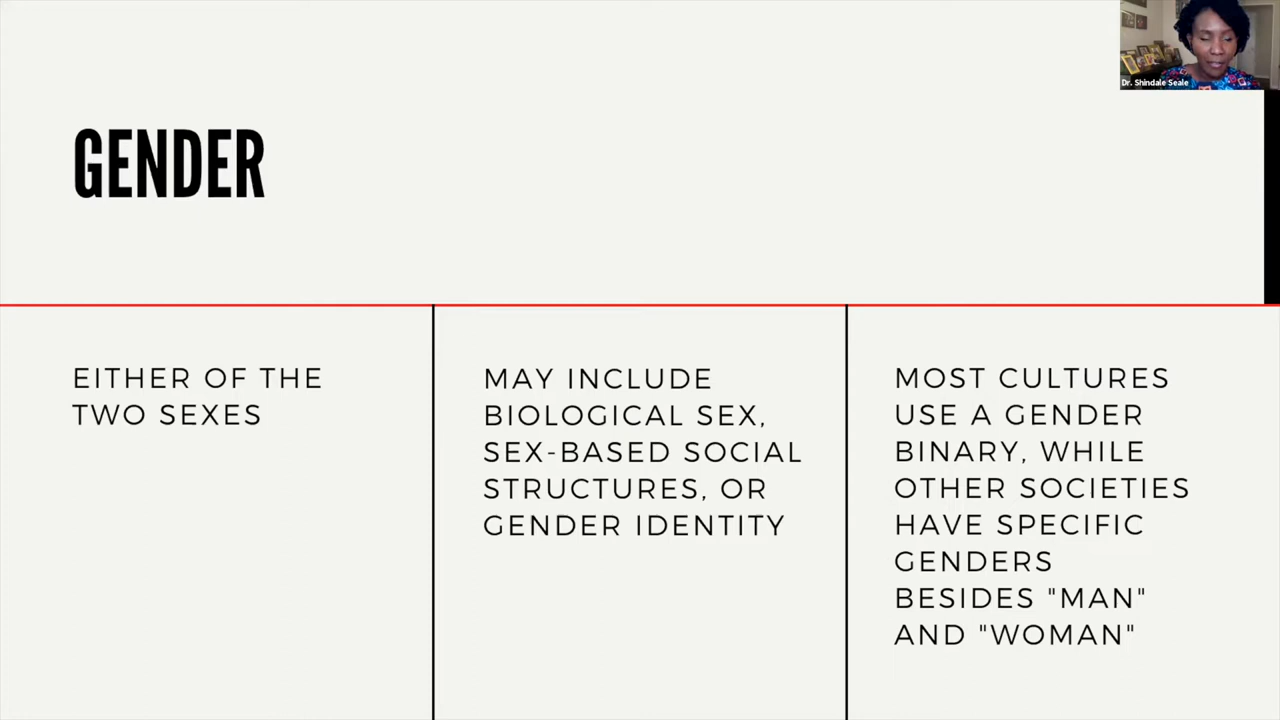 Dr. Shindale Seale
GENDER
EITHER OF THE
TWO SEXES
MAY INCLUDE
BIOLOGICAL SEX,
SEX-BASED SOCIAL
STRUCTURES, OR
GENDER IDENTITY
MOST CULTURES
USE A GENDER
BINARY, WHILE
OTHER SOCIETIES
HAVE SPECIFIC
GENDERS
BESIDES "MAN"
AND "WOMAN"